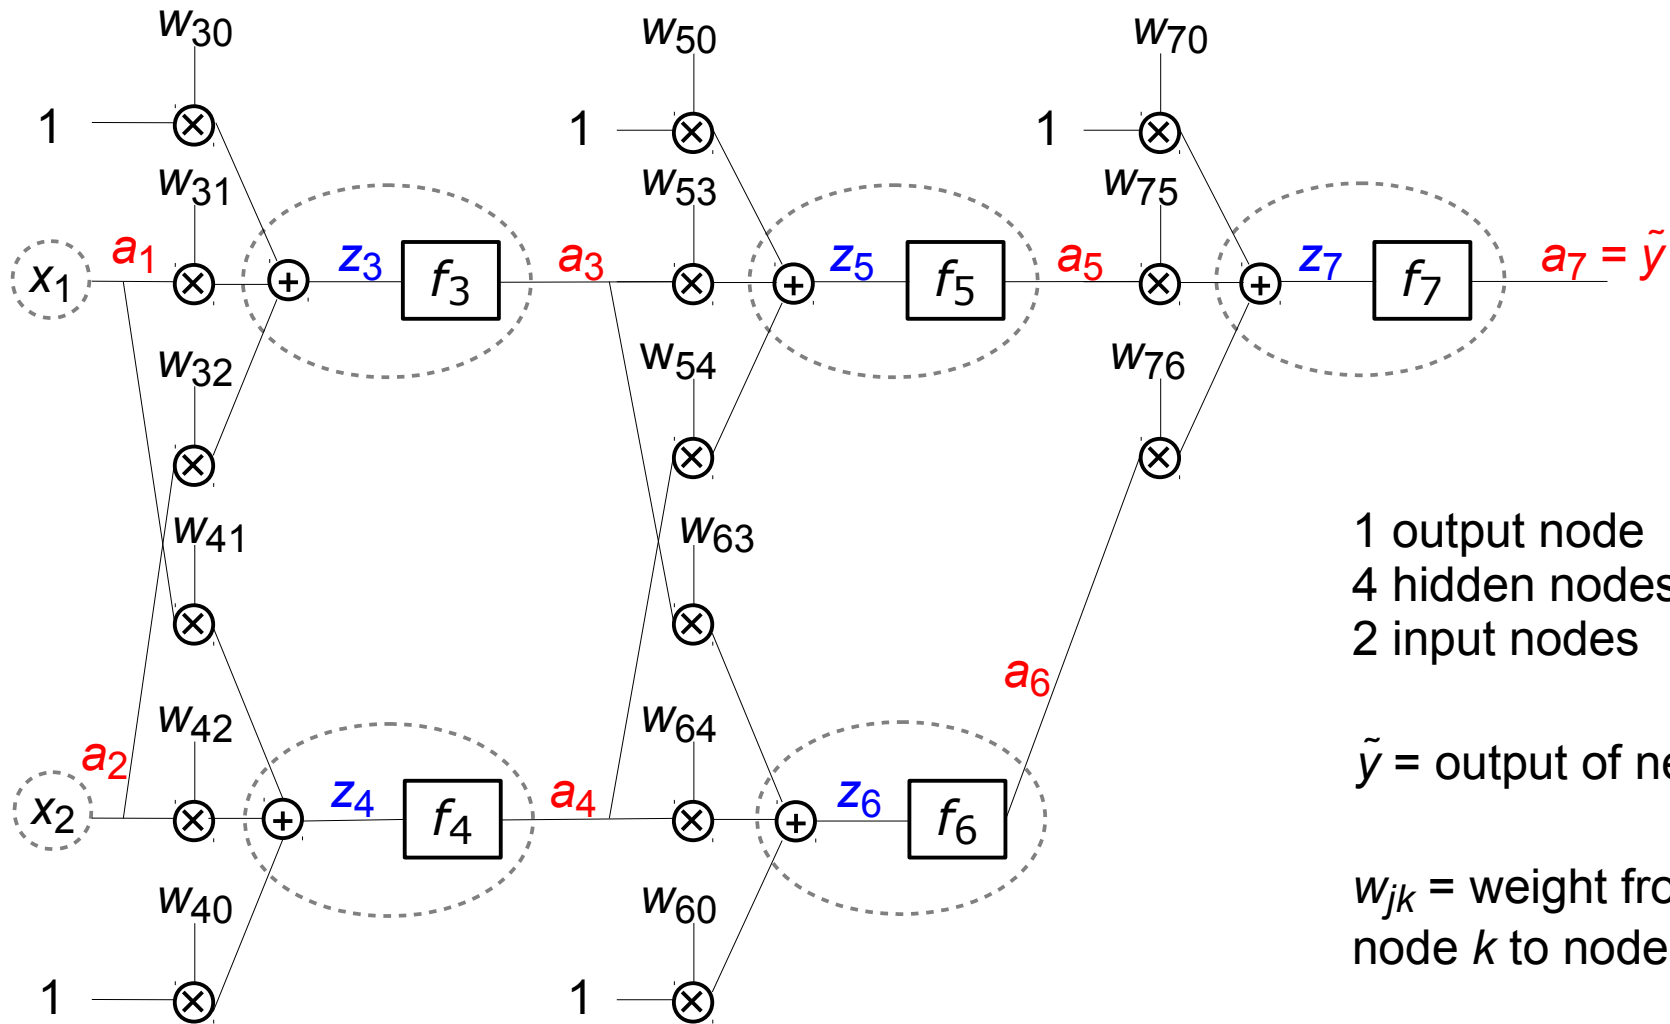 w30 w50 w70
1 1 1
w31 w53 w75
x1 a1 z3 f3 a3 z5 f5 a5 z7 f7 a7 = ỹ
w32 w54 w76
w41 w63
1 output node
4 hidden nodes
2 input nodes
a6
w42 w64
a2
ỹ = output of
x2 z4 f4 a4 z6 f6
w40 w60
wjk = weight
node k to node
1 1